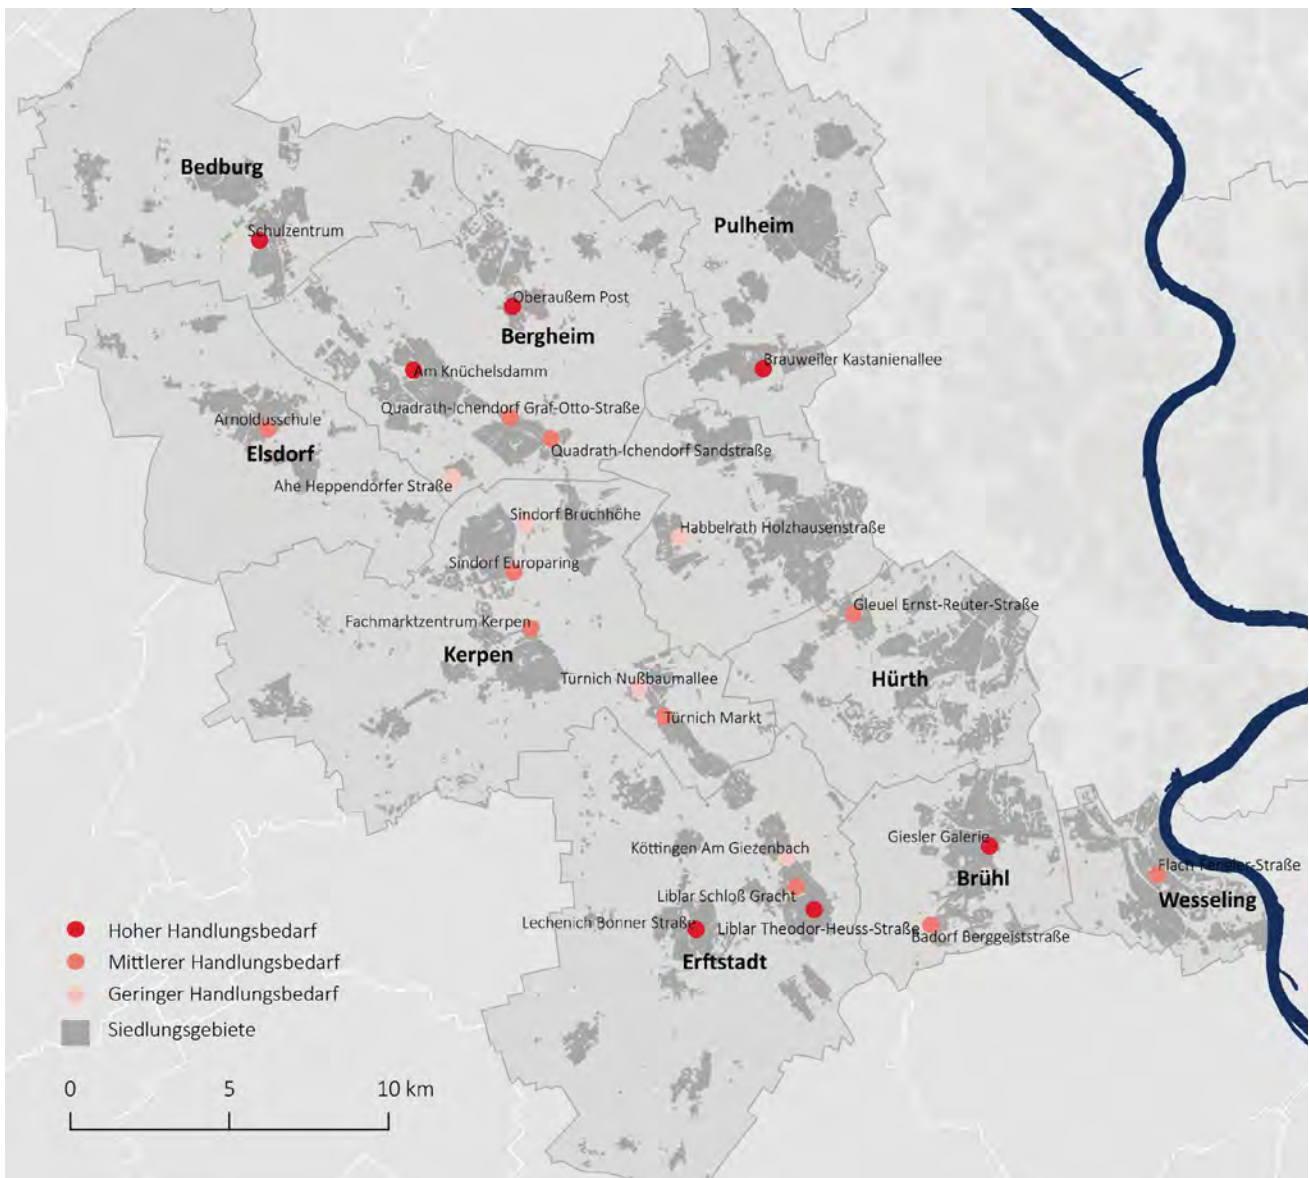 Bedburg
Schulzentrum
Pulheim
Oberaußem Post
Bergheim
Brauweiler Kastanienallee
Am Knüchelsdamm
Quadrath-Ichendorf Graf-Otto-Straße
Arnoldusschule
Elsdorf
Quadrath-Ichendorf Sandstraße
Ahe Heppendorfer Straße
Sindorf Bruchhöhe
Habbelrath Holzhausenstraße
Sindorf Europaring
Gleuel Ernst-Reuter-Straße
Fachmarktzentrum Kerpen
Kerpen
Türnich Nußbaumallee
Hürth
Türnich Markt
Giesler Galerie
Köttingen Am Giezenbach
Brühl
Flach-Fengler-Straße
Wesseling
Liblar Schloß Gracht
Lechenich Bonner Straße
Liblar Theodor-Heuss-Straße
Badorf Berggeiststraße
Erftstadt
Hoher Handlungsbedarf
Mittlerer Handlungsbedarf
Geringer Handlungsbedarf
Siedlungsgebiete
0 5 10 km